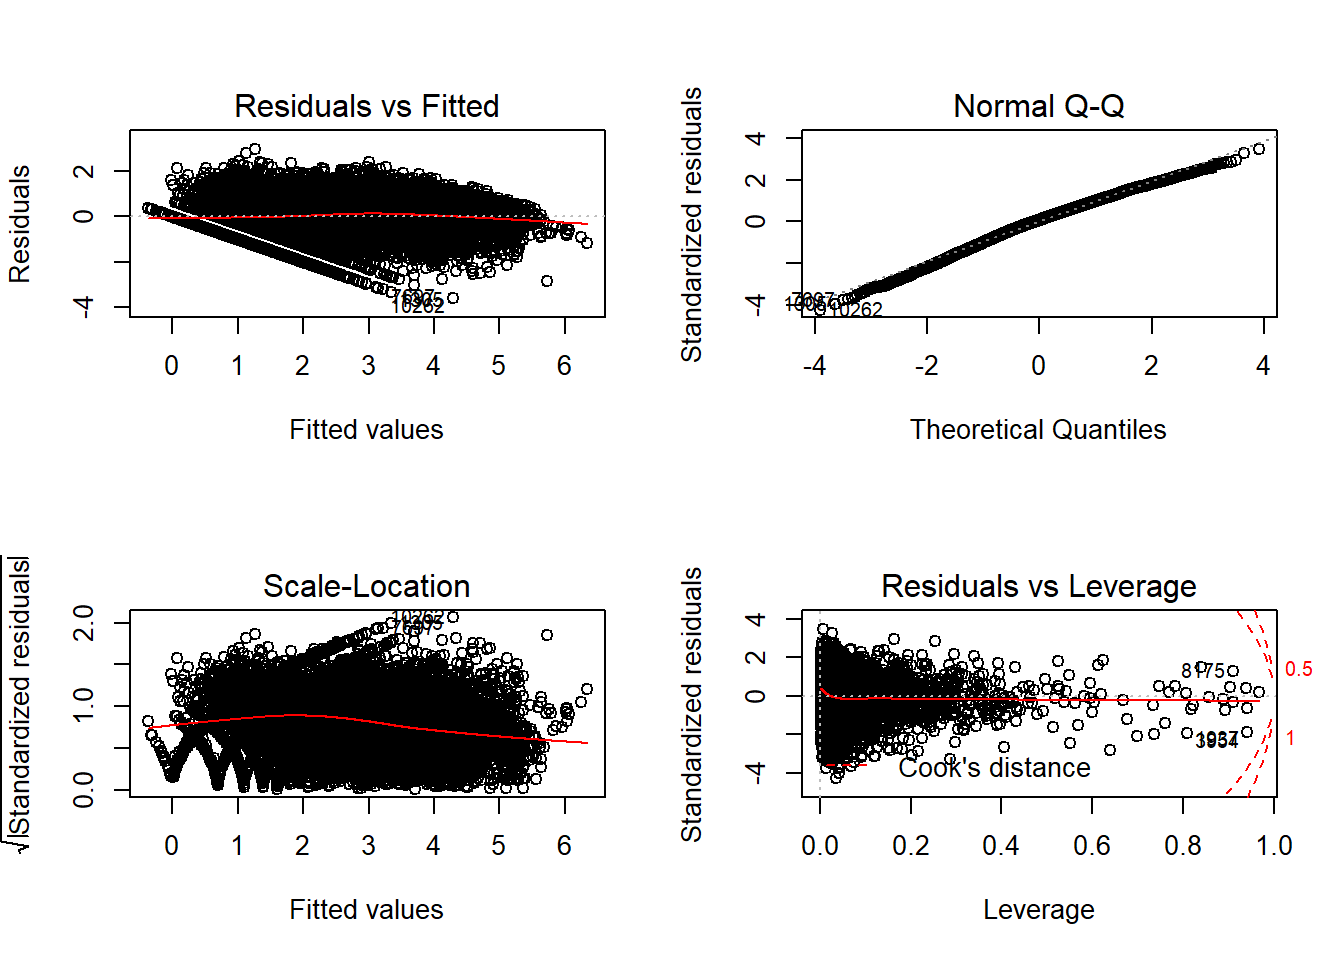 Residuals vs Fitted
Residuals
2
0
-4
10262
0 1 2 3 4 5 6
Fitted values
Normal Q-Q
Standardized residuals
4
2
0
-4
10262
-4 -2 0 2 4
Theoretical Quantiles
Scale-Location
√|Standardized residuals|
2.0
1.0
0.0
10262
0 1 2 3 4 5 6
Fitted values
Residuals vs Leverage
Standardized residuals
4
2
0
-4
8175
0.5
1
Cook's distance
0.0 0.2 0.4 0.6 0.8 1.0
Leverage